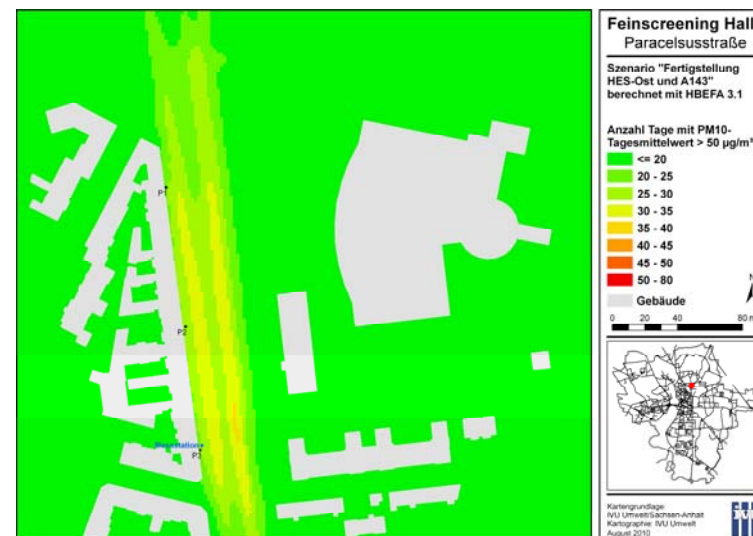 Feinscreening Hall
Paracelsusstraße
Szenario "Fertigstellung
HES-Ost und A143"
berechnet mit HBEFA 3.1
Anzahl Tage mit PM10-
Tagesmittelwert > 50 µg/m³
<= 20
20 - 25
25 - 30
30 - 35
35 - 40
40 - 45
45 - 50
50 - 80
Gebäude
N
0 20 40 80 m
P1
P2
Messstation
P3
Kartengrundlage:
IVU Umwelt/Sachsen-Anhalt
Kartographie: IVU Umwelt
August 2010